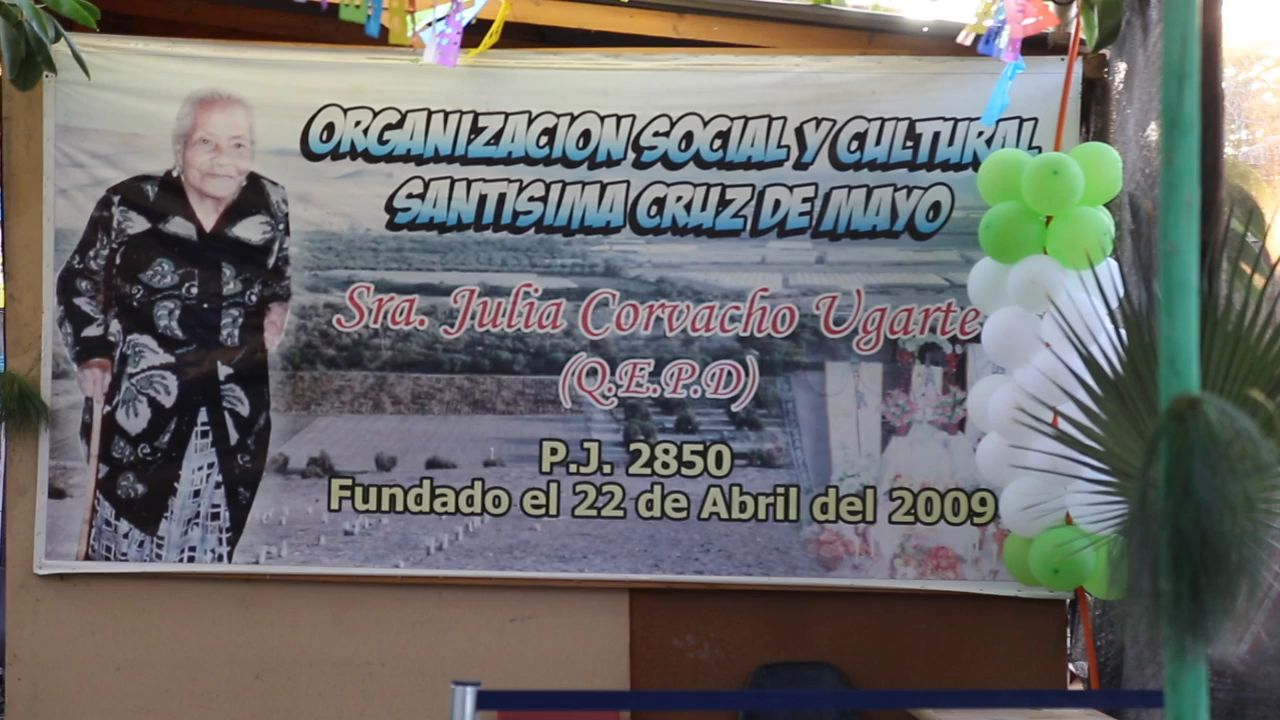 ORGANIZACION SOCIAL Y CULTURAL
SANTISIMA CRUZ DE MAYO
Sra. Julia Corvacho Ugarte
(Q.E.P.D)
P.J. 2850
Fundado el 22 de Abril del 2009